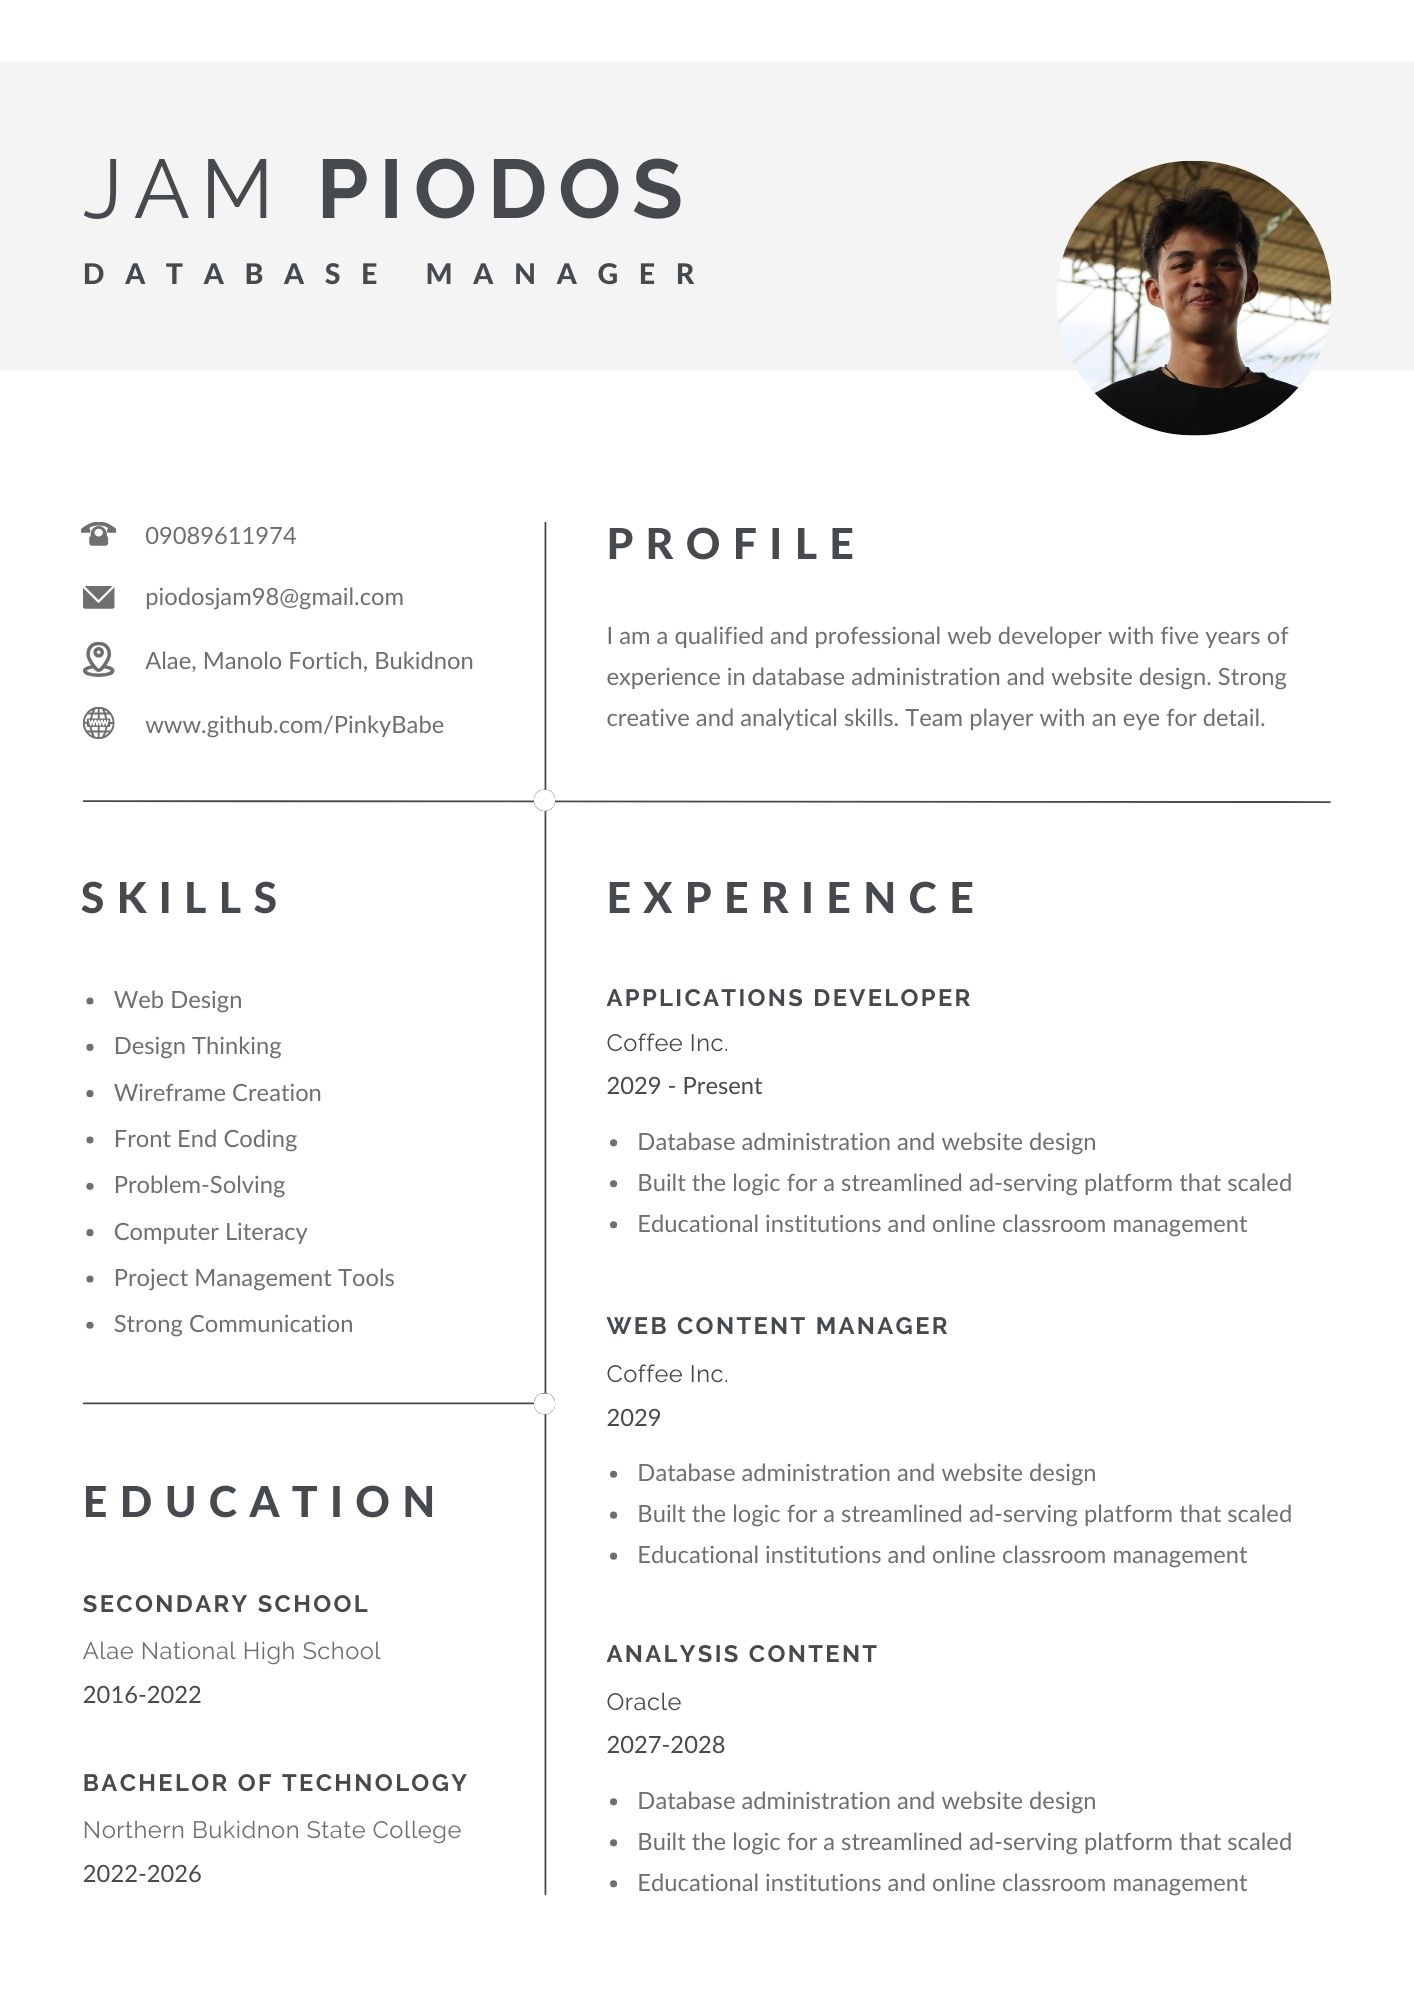 JAM PIODOS
DATABASE MANAGER
09089611974
piodosjam98@gmail.com
Alae, Manolo Fortich, Bukidnon
www.github.com/PinkyBabe
PROFILE
I am a qualified and professional web developer with five years of
experience in database administration and website design. Strong
creative and analytical skills. Team player with an eye for detail.
SKILLS
• Web Design
• Design Thinking
• Wireframe Creation
• Front End Coding
• Problem-Solving
• Computer Literacy
• Project Management Tools
• Strong Communication
EDUCATION
SECONDARY SCHOOL
Alae National High School
2016-2022
BACHELOR OF TECHNOLOGY
Northern Bukidnon State College
2022-2026
EXPERIENCE
APPLICATIONS DEVELOPER
Coffee Inc.
2029 - Present
• Database administration and website design
• Built the logic for a streamlined ad-serving platform that scaled
• Educational institutions and online classroom management
WEB CONTENT MANAGER
Coffee Inc.
2029
• Database administration and website design
• Built the logic for a streamlined ad-serving platform that scaled
• Educational institutions and online classroom management
ANALYSIS CONTENT
Oracle
2027-2028
• Database administration and website design
• Built the logic for a streamlined ad-serving platform that scaled
• Educational institutions and online classroom management